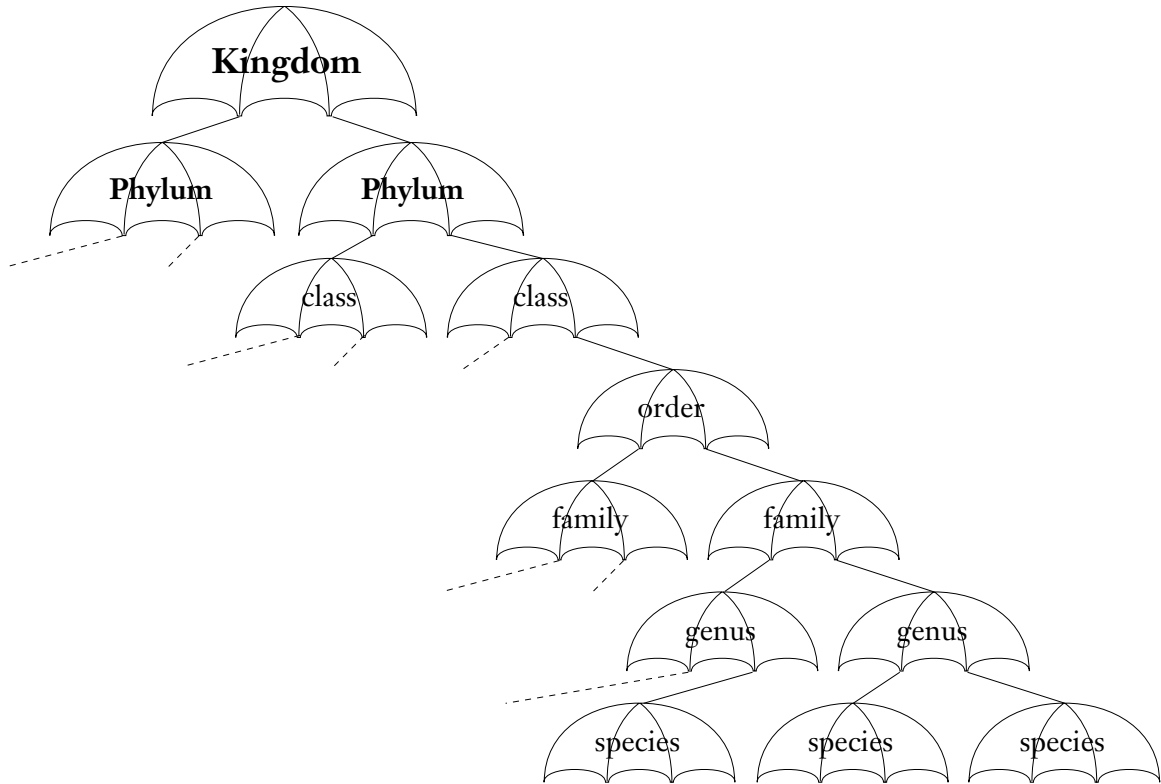 Kingdom
Phylum Phylum
class class
order
family family
genus genus
species species species